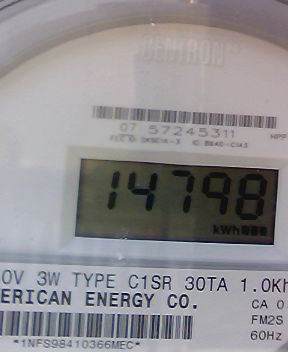 CENTRON
07 57245311
14798
kWh
0V 3W TYPE C1SR 30TA 1.0Kh
ERICAN ENERGY CO.
CA 0
FM2S
60Hz
*1NFS98410366MEC*